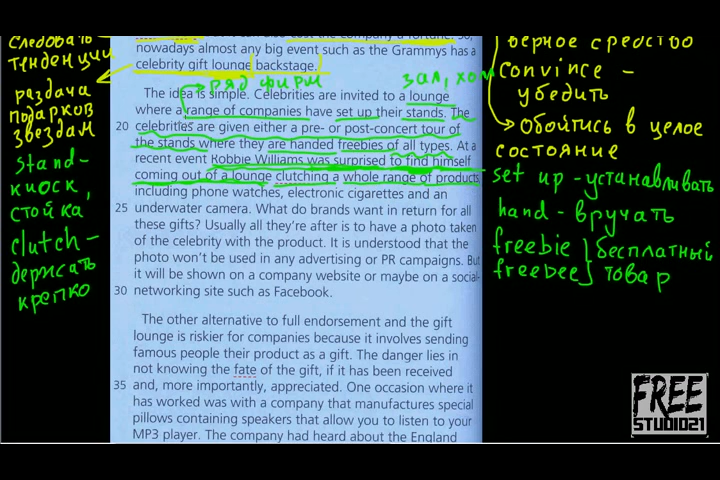 следовать
тенденции
раздача
подарков
звездам
stand-
киоск,
стойка
clutch-
держать
крепко
cost the company a fortune. So,
nowadays almost any big event such as the Grammys has a
celebrity gift lounge backstage.
ряд фирм
зал, хол
The idea is simple. Celebrities are invited to a lounge
where a range of companies have set up their stands. The
20 celebrities are given either a pre- or post-concert tour of
the stands where they are handed freebies of all types. At a
recent event Robbie Williams was surprised to find himself
coming out of a lounge clutching a whole range of products
including phone watches, electronic cigarettes and an
25 underwater camera. What do brands want in return for all
these gifts? Usually all they're after is to have a photo taken
of the celebrity with the product. It is understood that the
photo won't be used in any advertising or PR campaigns. But
it will be shown on a company website or maybe on a social-
30 networking site such as Facebook.
The other alternative to full endorsement and the gift
lounge is riskier for companies because it involves sending
famous people their product as a gift. The danger lies in
not knowing the fate of the gift, if it has been received
35 and, more importantly, appreciated. One occasion where it
has worked was with a company that manufactures special
pillows containing speakers that allow you to listen to your
MP3 player. The company had heard about the England
верное средство
convince -
убедить
обойтись в целое
состояние
set up - устанавливать
hand - вручать
freebie } бесплатный
freebee } товар
FREE
STUDIO21